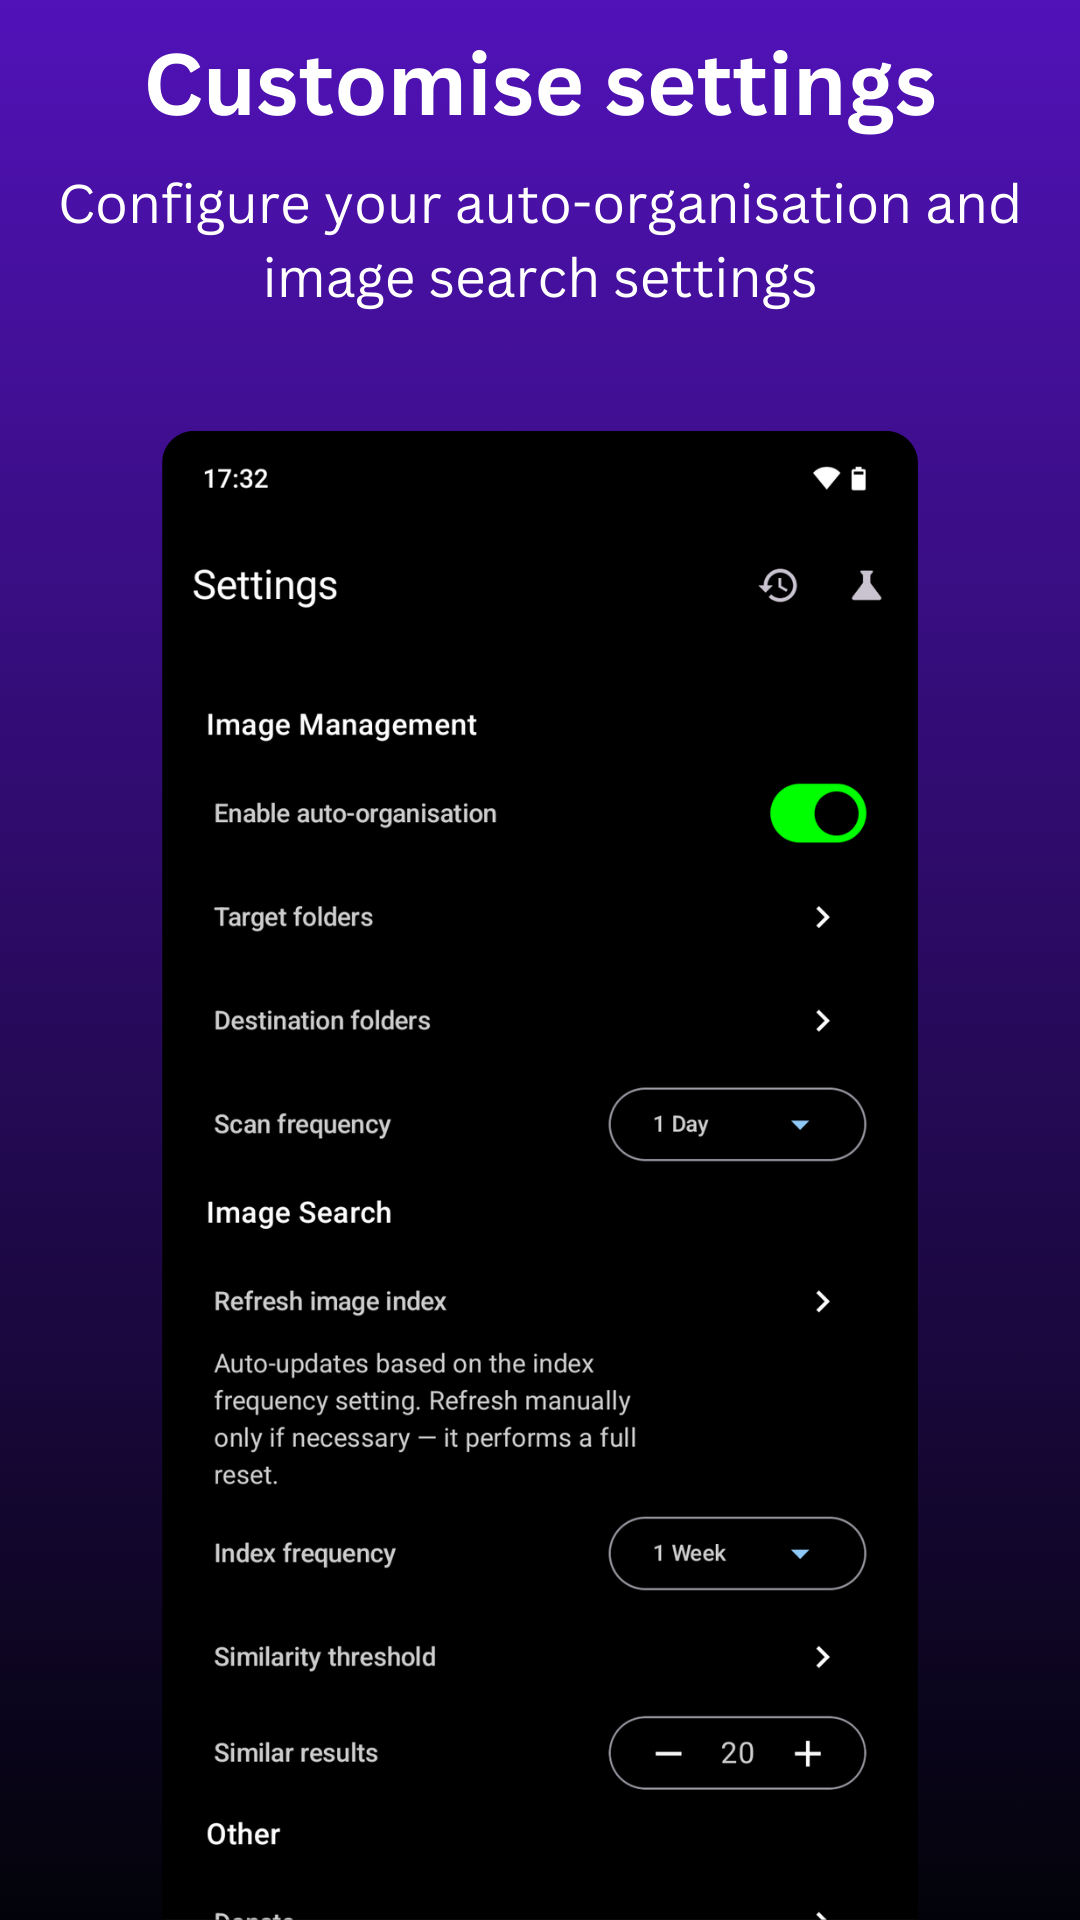 Customise settings
Configure your auto-organisation and
image search settings
17:32
Settings
Image Management
Enable auto-organisation
Target folders
Destination folders
Scan frequency
1 Day
Image Search
Refresh image index
Auto-updates based on the index
frequency setting. Refresh manually
only if necessary — it performs a full
reset.
Index frequency
1 Week
Similarity threshold
Similar results
20
Other